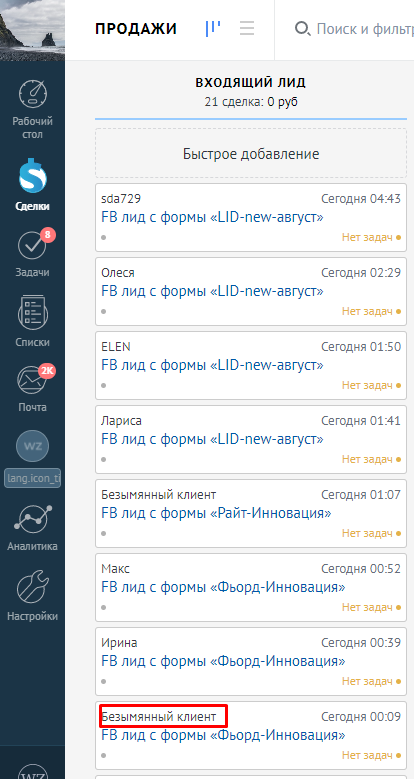 ПРОДАЖИ
Поиск и фильтр
ВХОДЯЩИЙ ЛИД
21 сделка: 0 руб
Быстрое добавление
Рабочий
стол
Сделки
8
Задачи
Списки
2K
Почта
WZ
lang.icon_ti
Аналитика
Настройки
WZ
sda729 Сегодня 04:43
FB лид с формы «LID-new-август»
Нет задач
Олеся Сегодня 02:29
FB лид с формы «LID-new-август»
Нет задач
ELEN Сегодня 01:50
FB лид с формы «LID-new-август»
Нет задач
Лариса Сегодня 01:41
FB лид с формы «LID-new-август»
Нет задач
Безымянный клиент Сегодня 01:07
FB лид с формы «Райт-Инновация»
Нет задач
Макс Сегодня 00:52
FB лид с формы «Фьорд-Инновация»
Нет задач
Ирина Сегодня 00:39
FB лид с формы «Фьорд-Инновация»
Нет задач
Безымянный клиент Сегодня 00:09
FB лид с формы «Фьорд-Инновация»
Нет задач